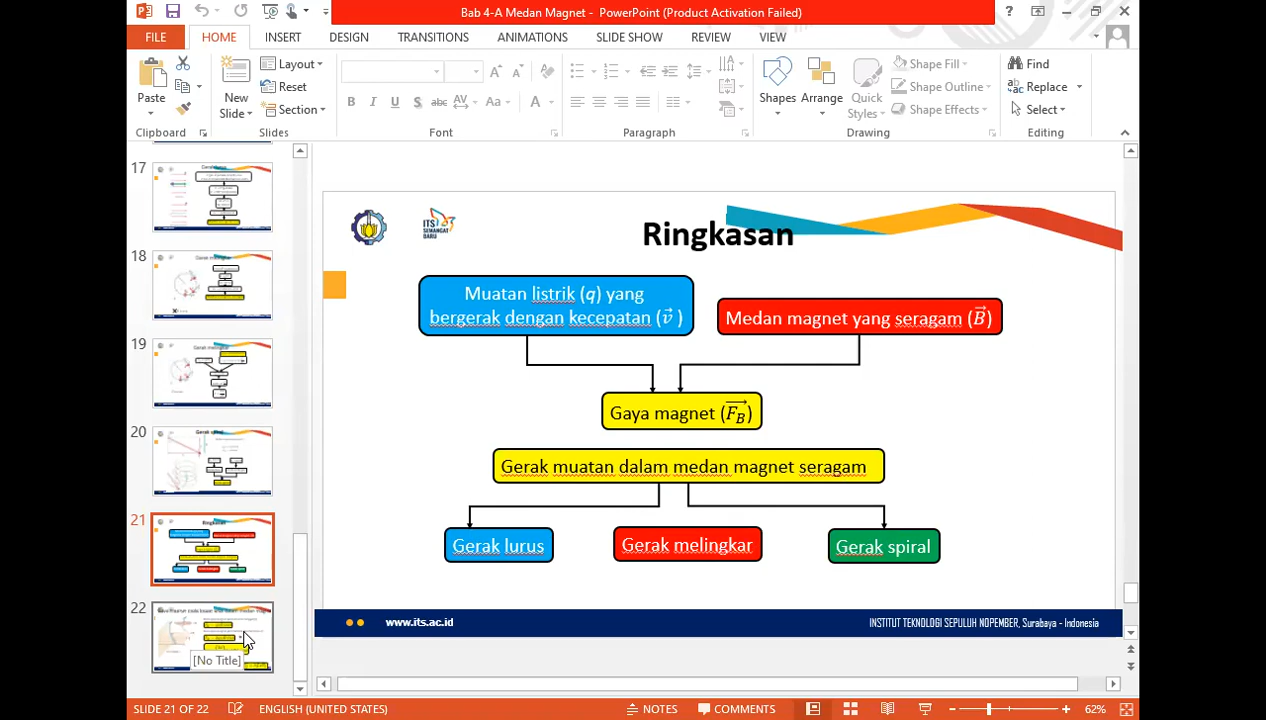 Bab 4-A Medan Magnet - PowerPoint (Product Activation Failed)
FILE HOME INSERT DESIGN TRANSITIONS ANIMATIONS SLIDE SHOW REVIEW VIEW
Paste
New
Slide
Layout
Reset
Section
Shapes
Arrange
Quick
Styles
Shape Fill
Shape Outline
Shape Effects
Find
Replace
Select
Clipboard Slides Font Paragraph Drawing Editing
17
18
19
20
21
22
[No Title]
ITS
Ringkasan
Muatan listrik (q) yang
bergerak dengan kecepatan (v⃗ )
Medan magnet yang seragam (B⃗)
Gaya magnet (F_B⃗)
Gerak muatan dalam medan magnet seragam
Gerak lurus
Gerak melingkar
Gerak spiral
www.its.ac.id
INSTITUT TEKNOLOGI SEPULUH NOPEMBER, Surabaya - Indonesia
SLIDE 21 OF 22 ENGLISH (UNITED STATES) NOTES COMMENTS 62%